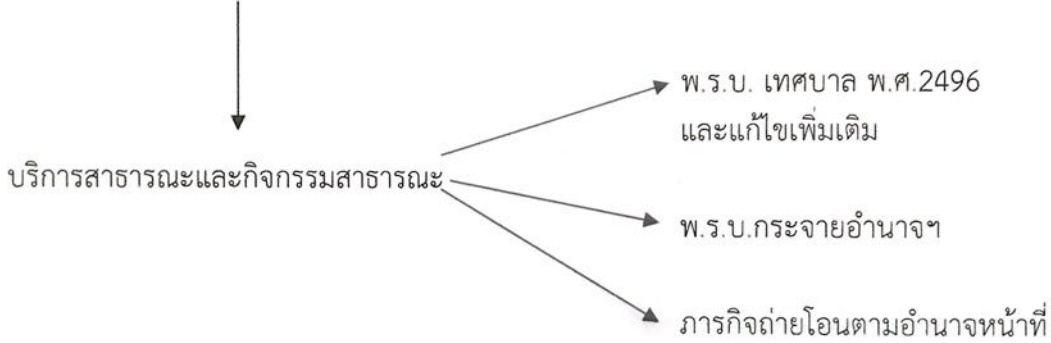 พ.ร.บ. เทศบาล พ.ศ.2496
และแก้ไขเพิ่มเติม
บริการสาธารณะและกิจกรรมสาธารณะ
พ.ร.บ.กระจายอำนาจฯ
ภารกิจถ่ายโอนตามอำนาจหน้าที่